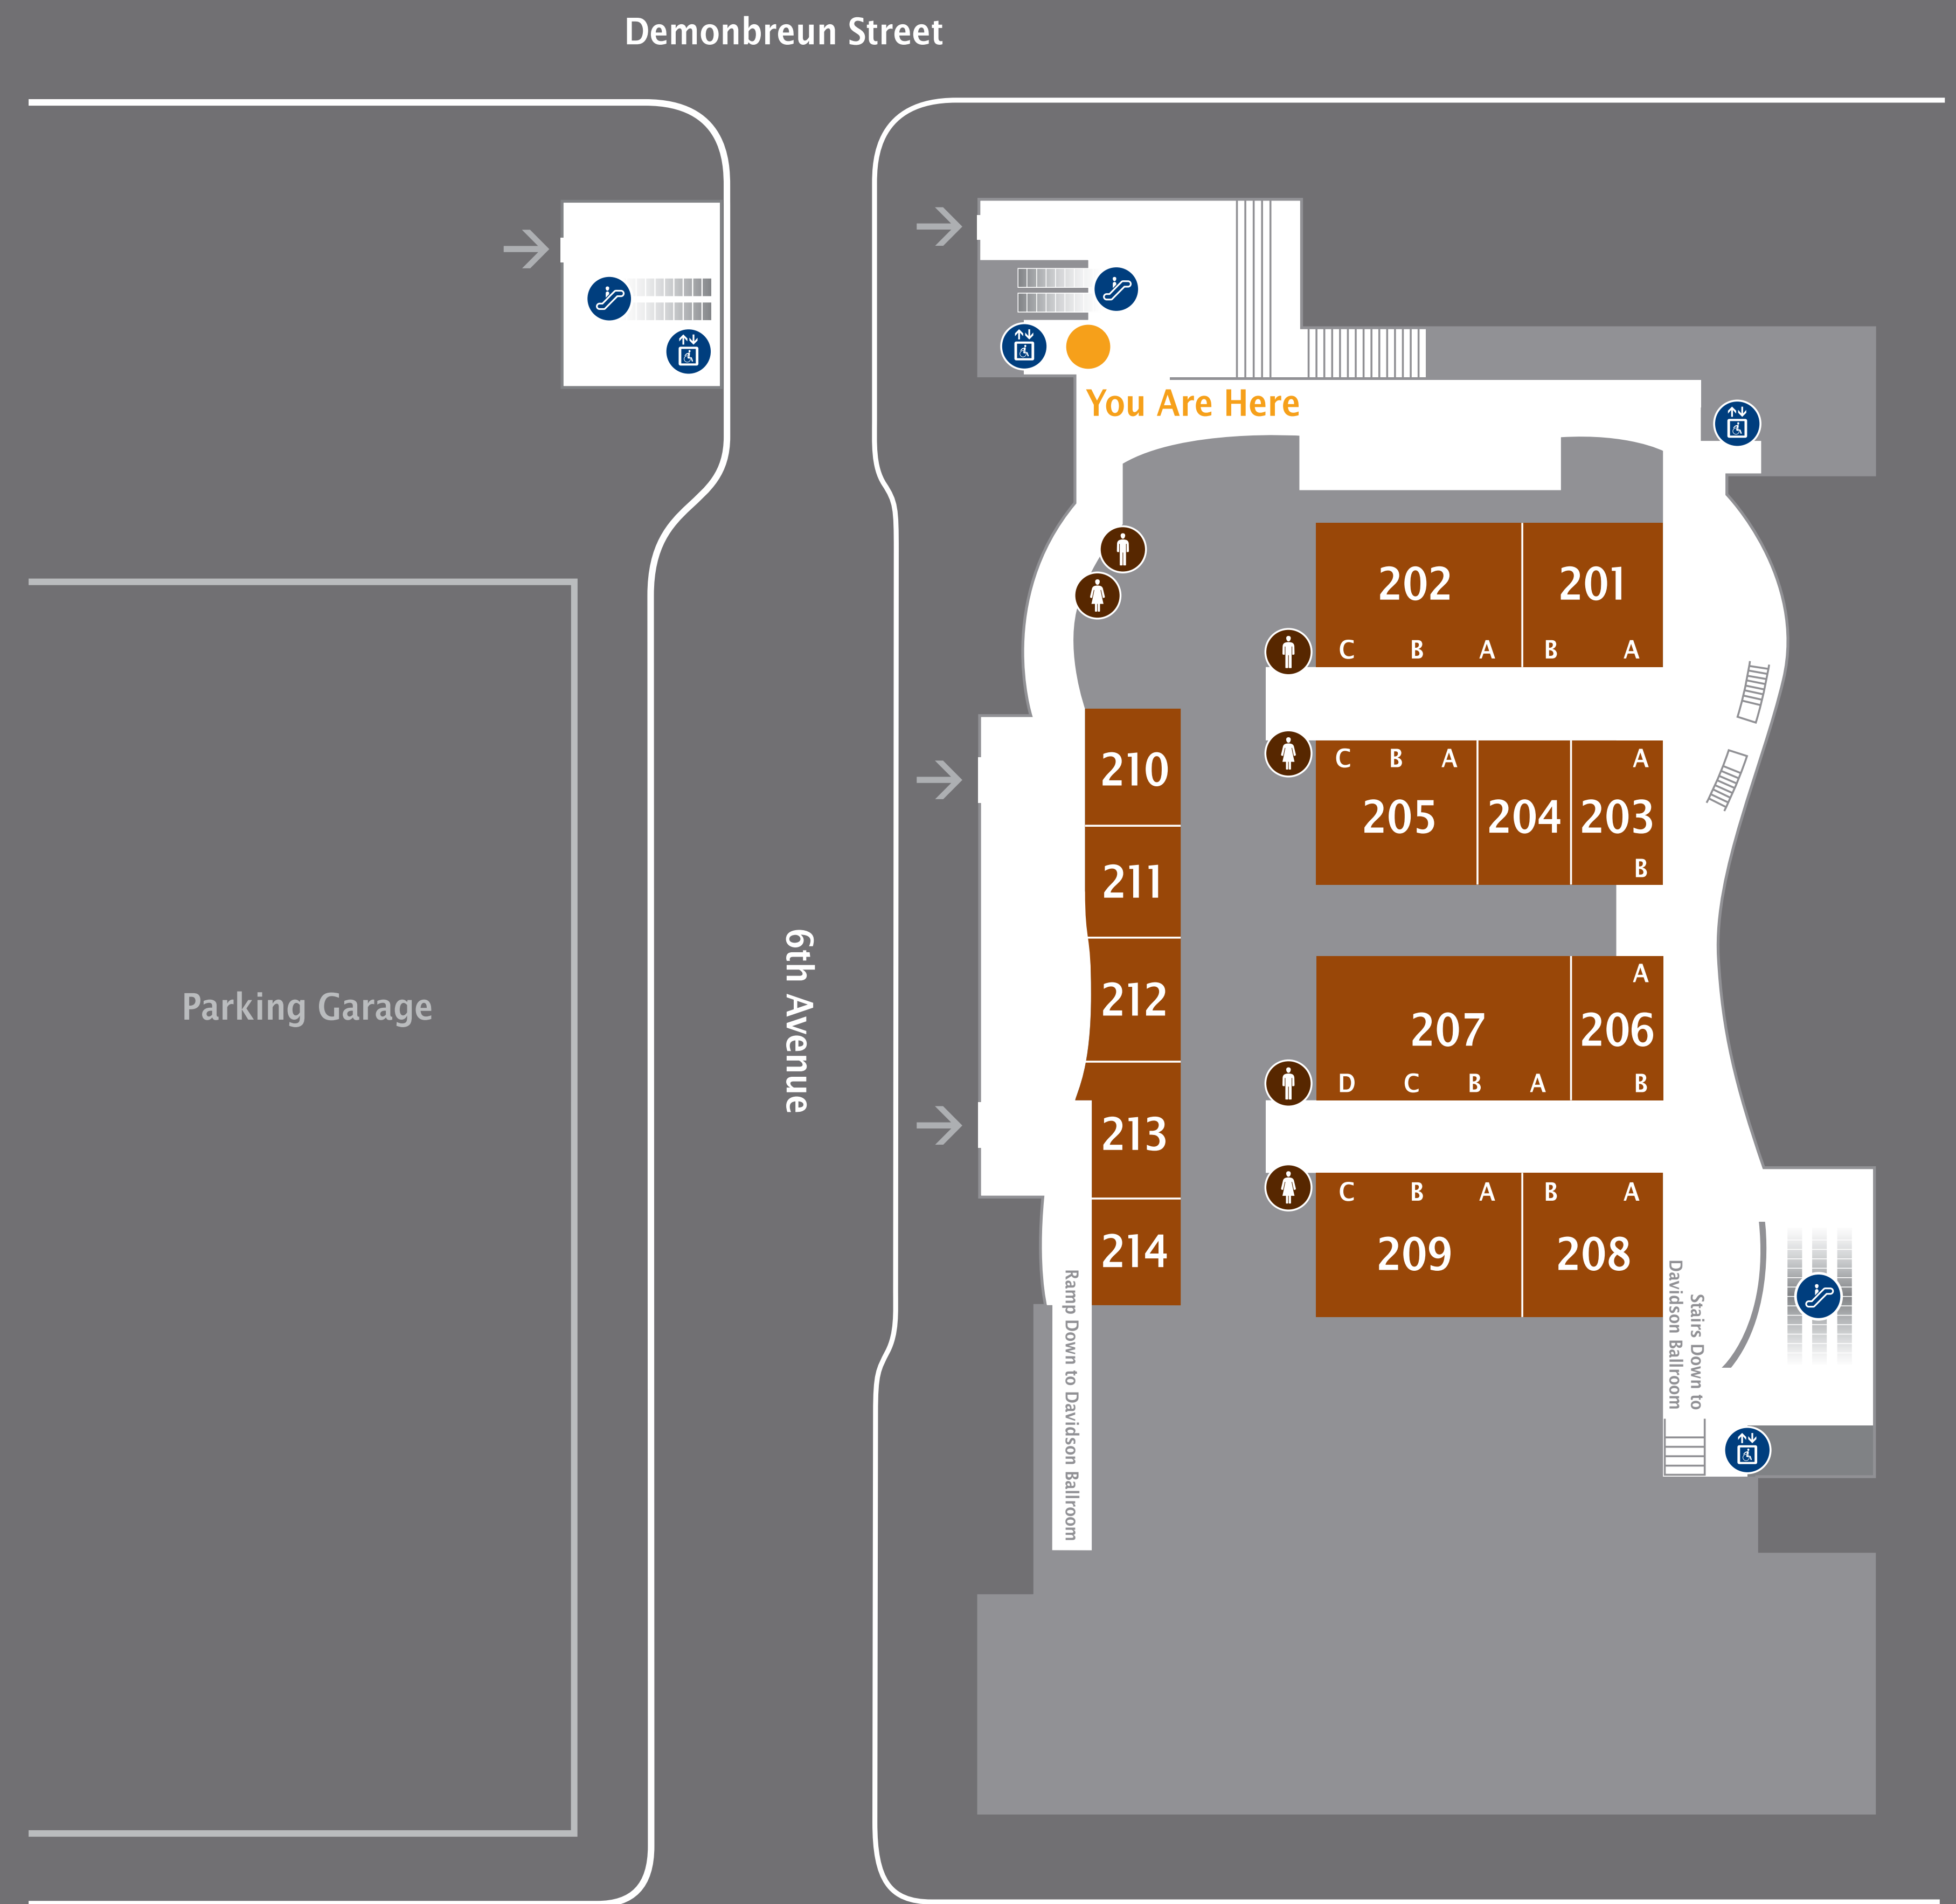 Demonbreun Street
You Are Here
202
201
C B A B A
210
C B A A
205 204 203
B
211
6th Avenue
Parking Garage
212
A
207 206
D C B A B
213
C B A B A
209 208
214
Ramp Down to Davidson Ballroom
Stairs Down to
Davidson Ballroom